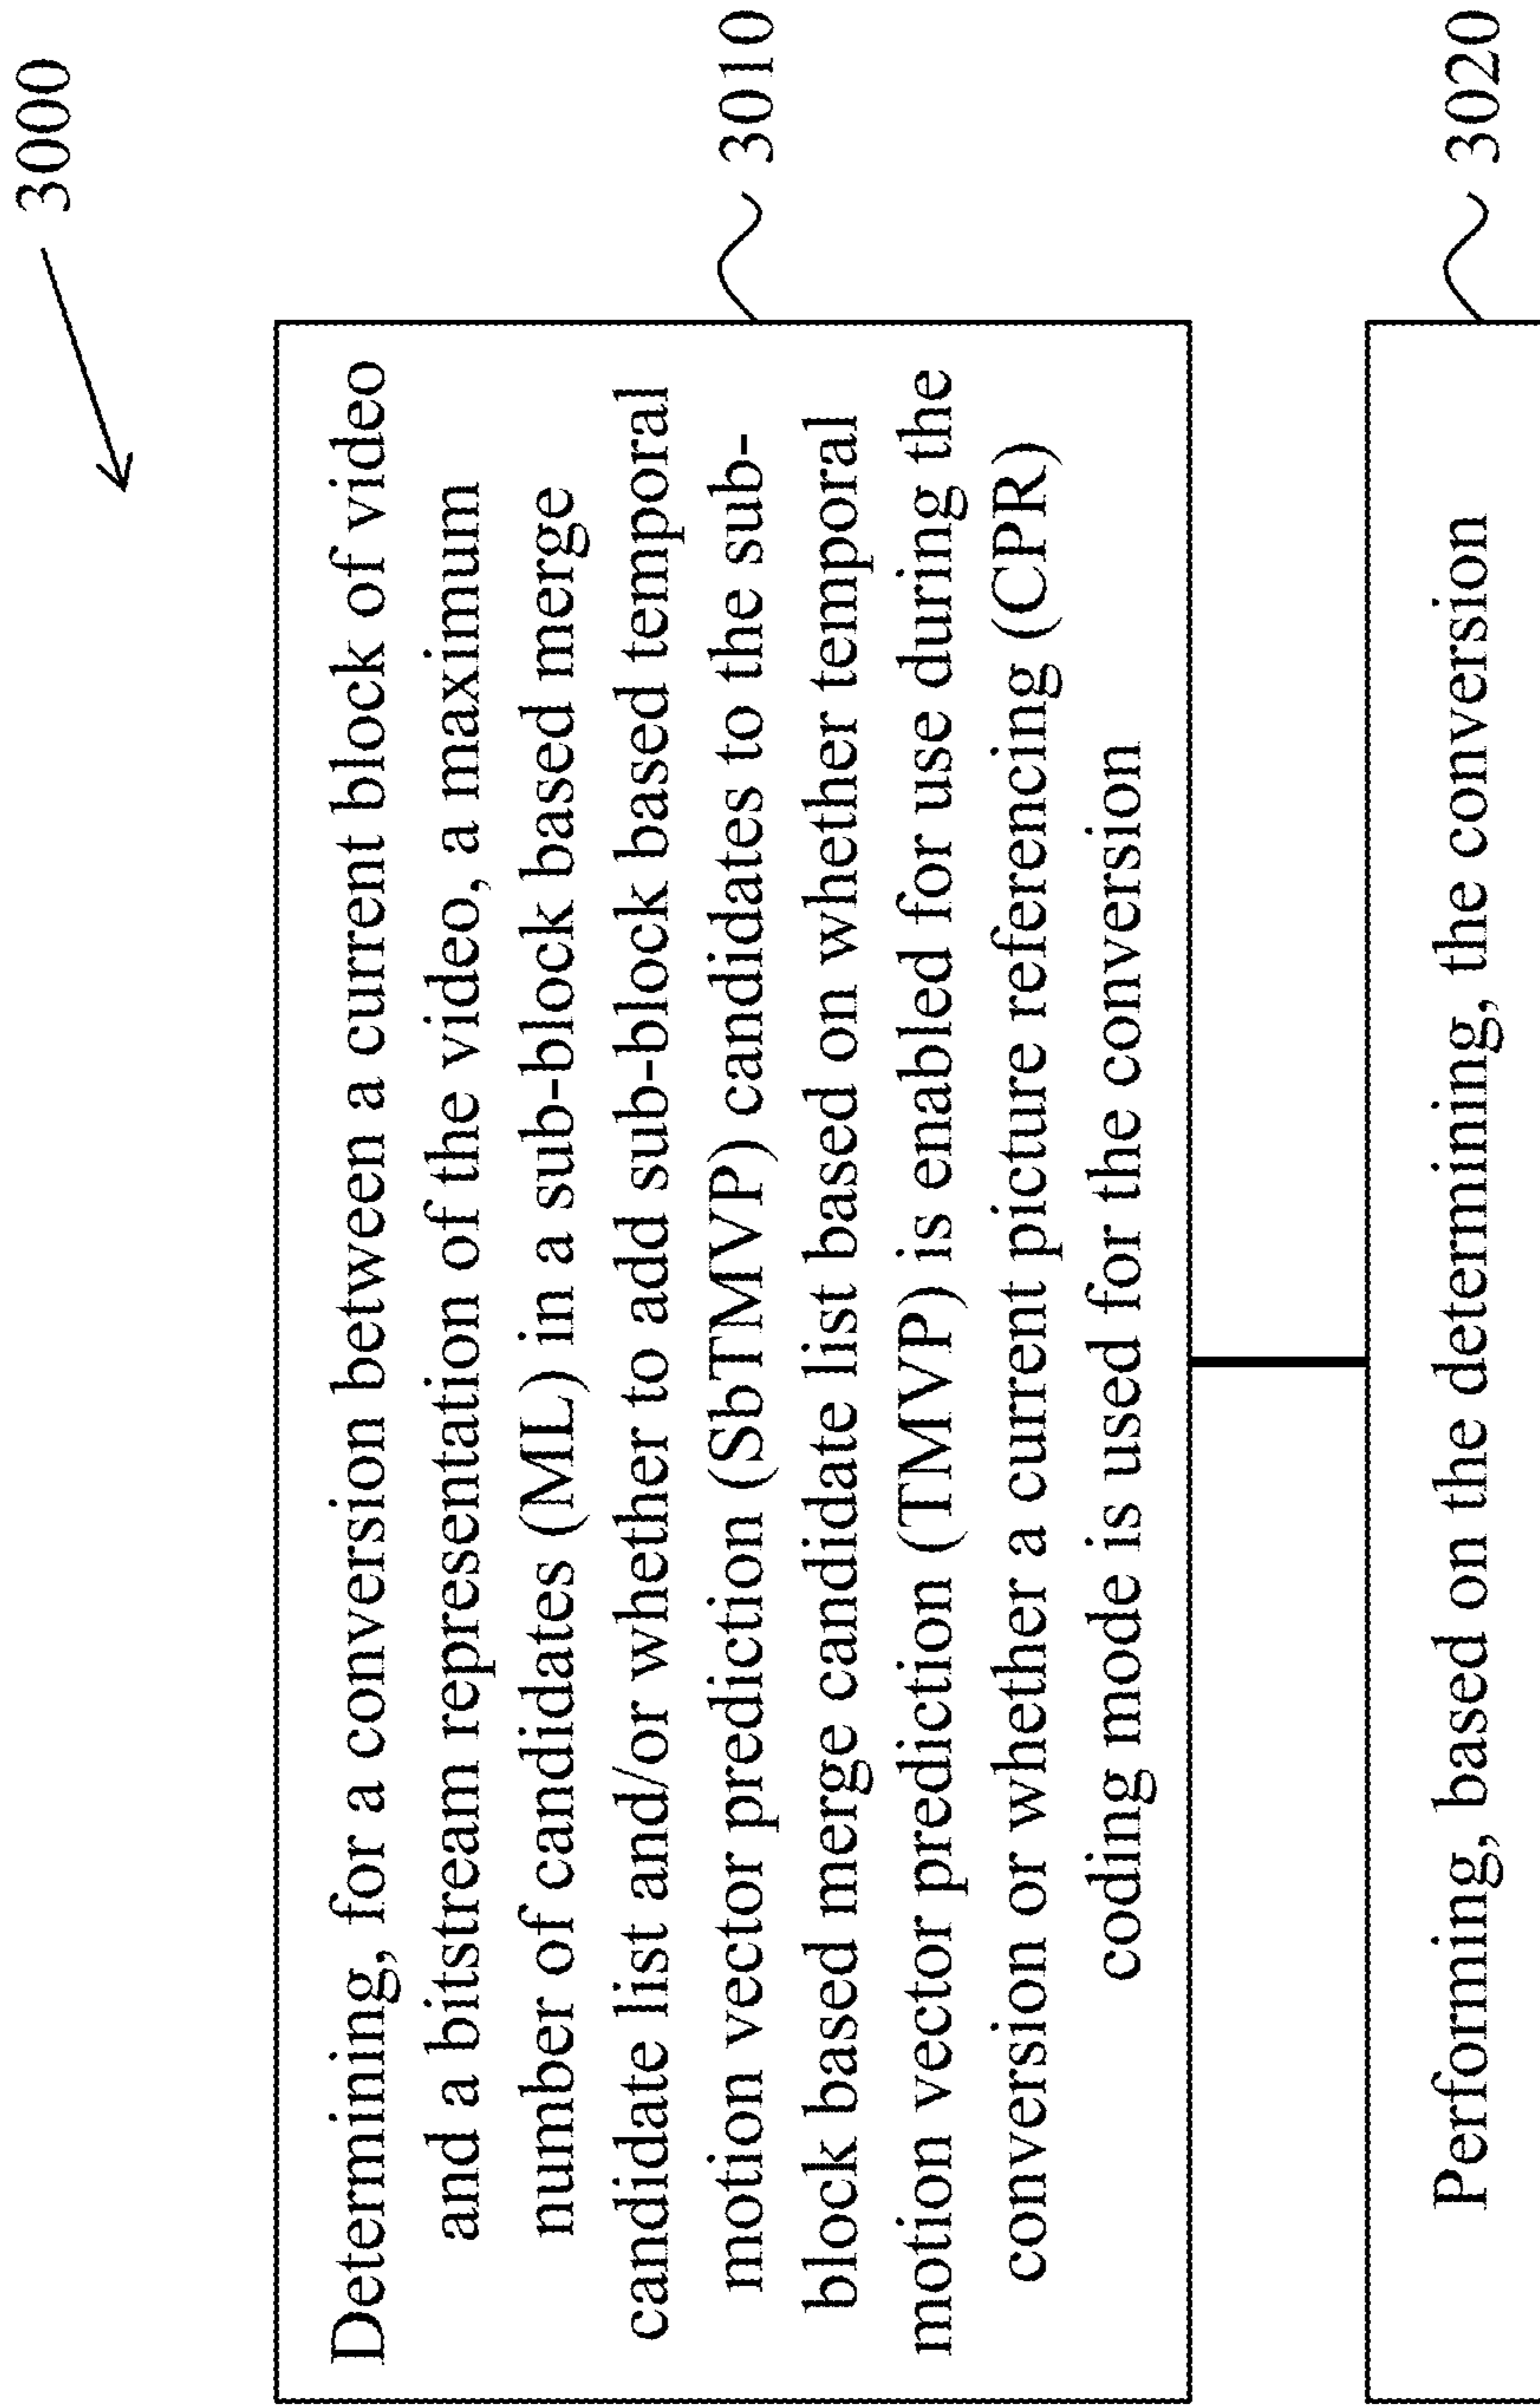 3000
Determining, for a conversion between a current block of video
and a bitstream representation of the video, a maximum
number of candidates (ML) in a sub-block based merge
candidate list and/or whether to add sub-block based temporal
motion vector prediction (SbTMVP) candidates to the sub-
block based merge candidate list based on whether temporal
motion vector prediction (TMVP) is enabled for use during the
conversion or whether a current picture referencing (CPR)
coding mode is used for the conversion
3010
Performing, based on the determining, the conversion
3020